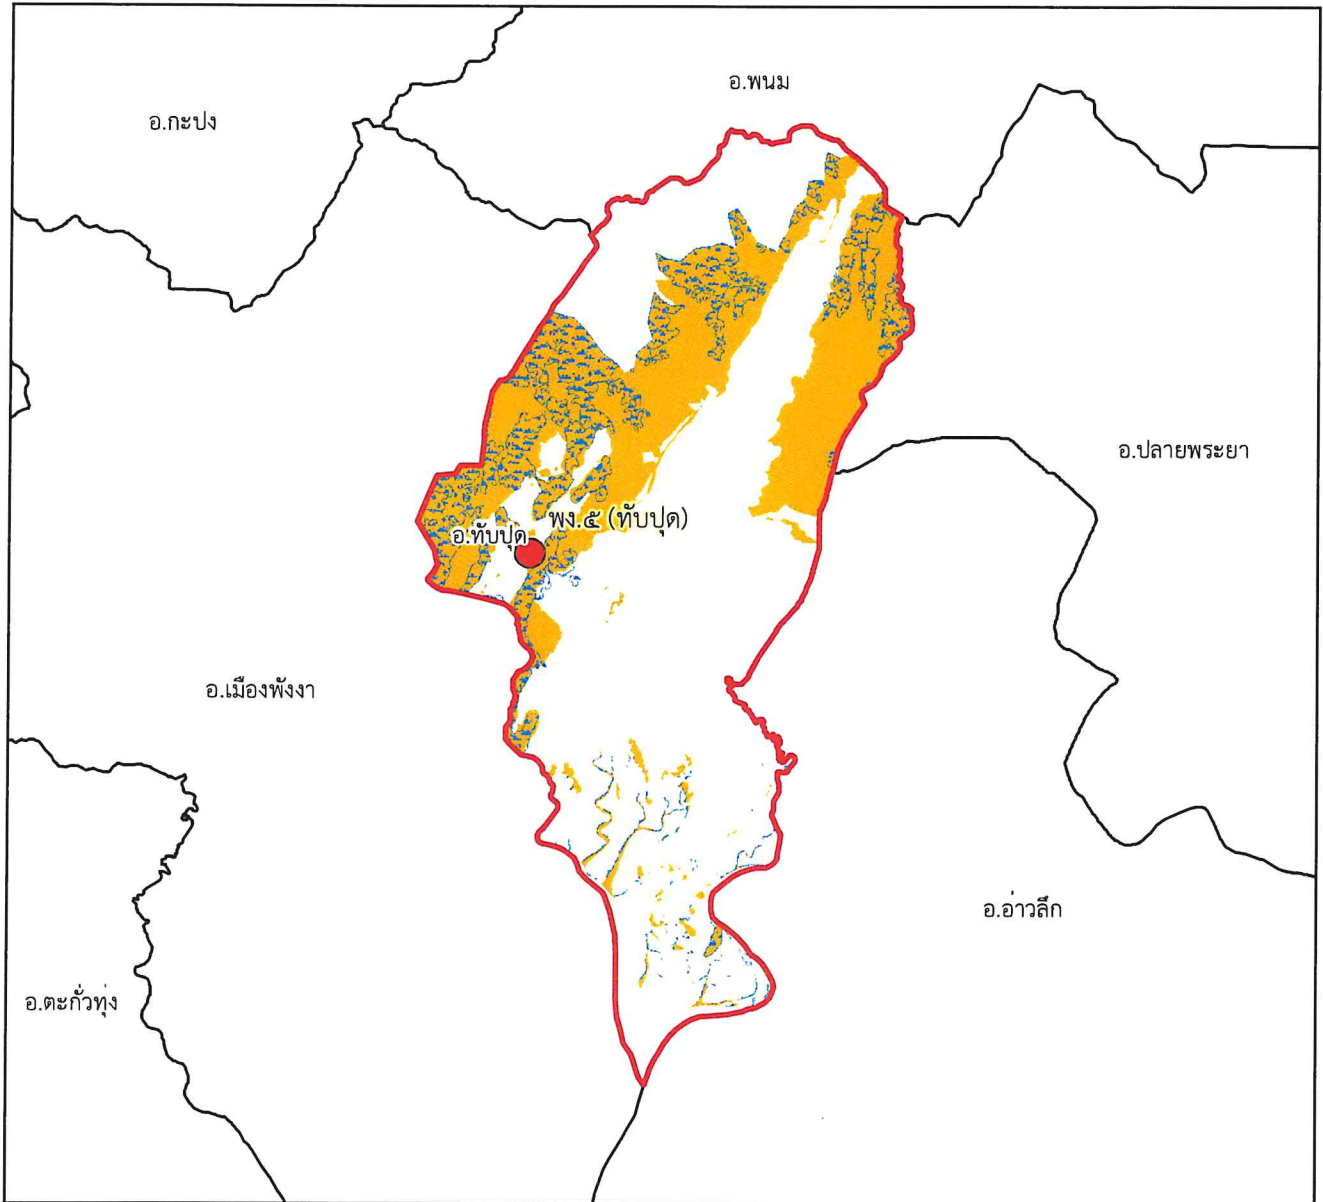 อ.พนม
อ.กะปง
อ.ปลายพระยา
พง.๕ (ทับปุด)
อ.ทับปุด
อ.เมืองพังงา
อ.อ่าวลึก
อ.ตะกั่วทุ่ง